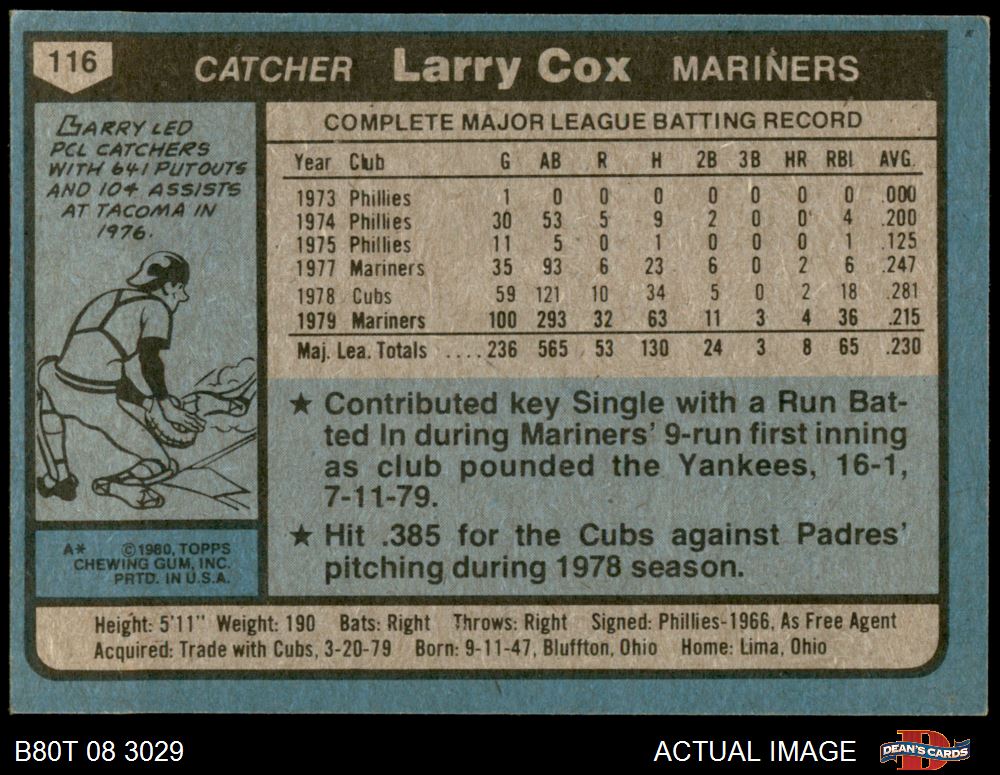 116
CATCHER Larry Cox MARINERS
LARRY LED
PCL CATCHERS
WITH 641 PUTOUTS
AND 104 ASSISTS
AT TACOMA IN
1976.
COMPLETE MAJOR LEAGUE BATTING RECORD
Year Club G AB R H 2B 3B HR RBI AVG.
1973 Phillies 1 0 0 0 0 0 0 0 .000
1974 Phillies 30 53 5 9 2 0 0 4 .200
1975 Phillies 11 5 0 1 0 0 0 1 .125
1977 Mariners 35 93 6 23 6 0 2 6 .247
1978 Cubs 59 121 10 34 5 0 2 18 .281
1979 Mariners 100 293 32 63 11 3 4 36 .215
Maj. Lea. Totals ....236 565 53 130 24 3 8 65 .230
★ Contributed key Single with a Run Bat-
ted In during Mariners' 9-run first inning
as club pounded the Yankees, 16-1,
7-11-79.
★ Hit .385 for the Cubs against Padres'
pitching during 1978 season.
A* ©1980, TOPPS
CHEWING GUM, INC.
PRTD. IN U.S.A.
Height: 5'11" Weight: 190 Bats: Right Throws: Right Signed: Phillies-1966, As Free Agent
Acquired: Trade with Cubs, 3-20-79 Born: 9-11-47, Bluffton, Ohio Home: Lima, Ohio
B80T 08 3029 ACTUAL IMAGE DEAN'S CARDS